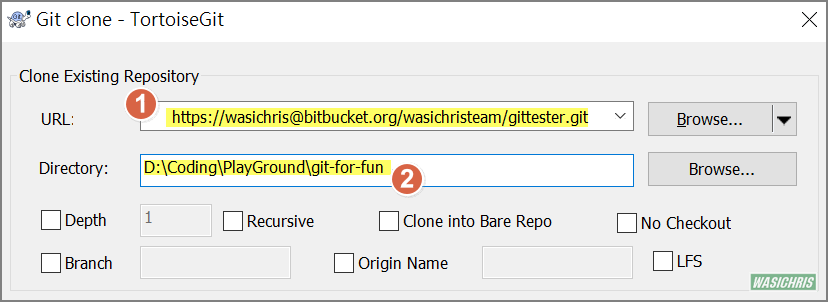 Git clone - TortoiseGit
Clone Existing Repository
1
URL: https://wasichris@bitbucket.org/wasichristeam/gittester.git Browse...
Directory: D:\Coding\PlayGround\git-for-fun Browse...
2
Depth 1 Recursive Clone into Bare Repo No Checkout
Branch Origin Name LFS
WASICHRIS